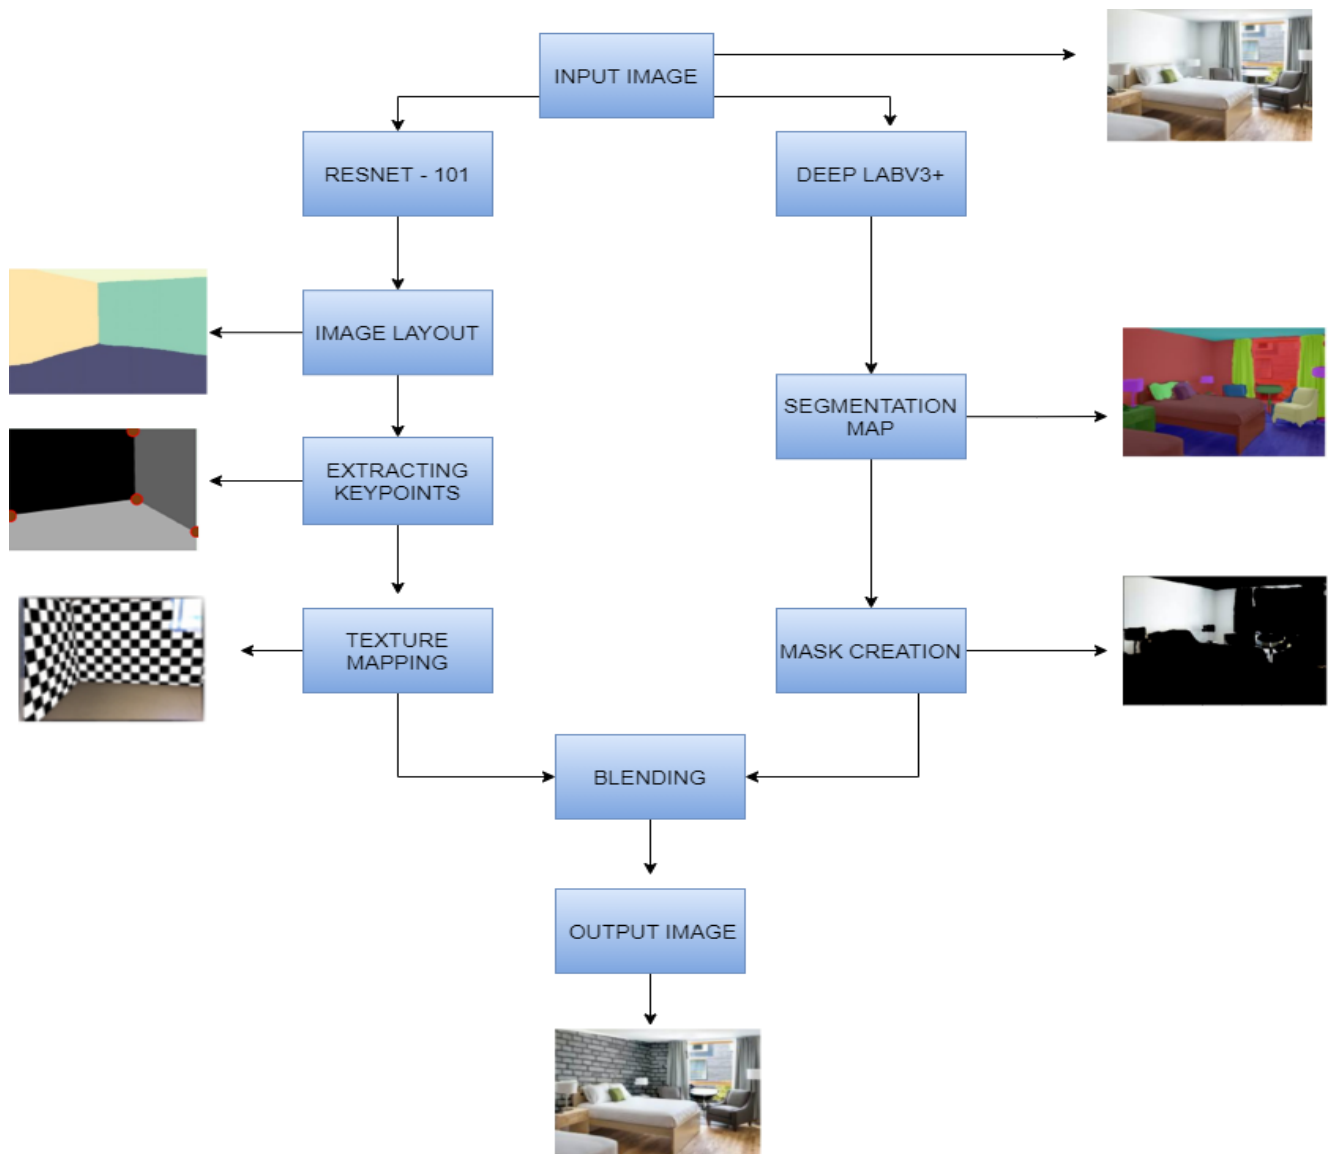 INPUT IMAGE
RESNET - 101
DEEP LABV3+
IMAGE LAYOUT
SEGMENTATION
MAP
EXTRACTING
KEYPOINTS
TEXTURE
MAPPING
MASK CREATION
BLENDING
OUTPUT IMAGE